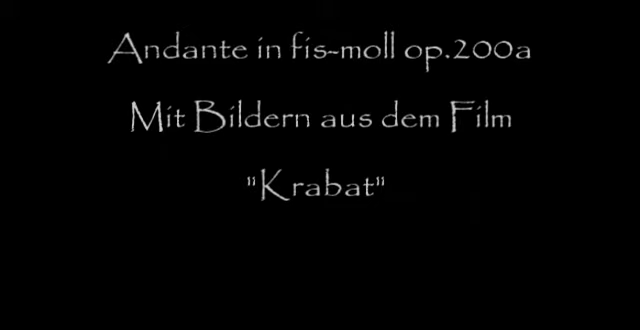 Andante in fis-moll op.200a
Mit Bildern aus dem Film
"Krabat"